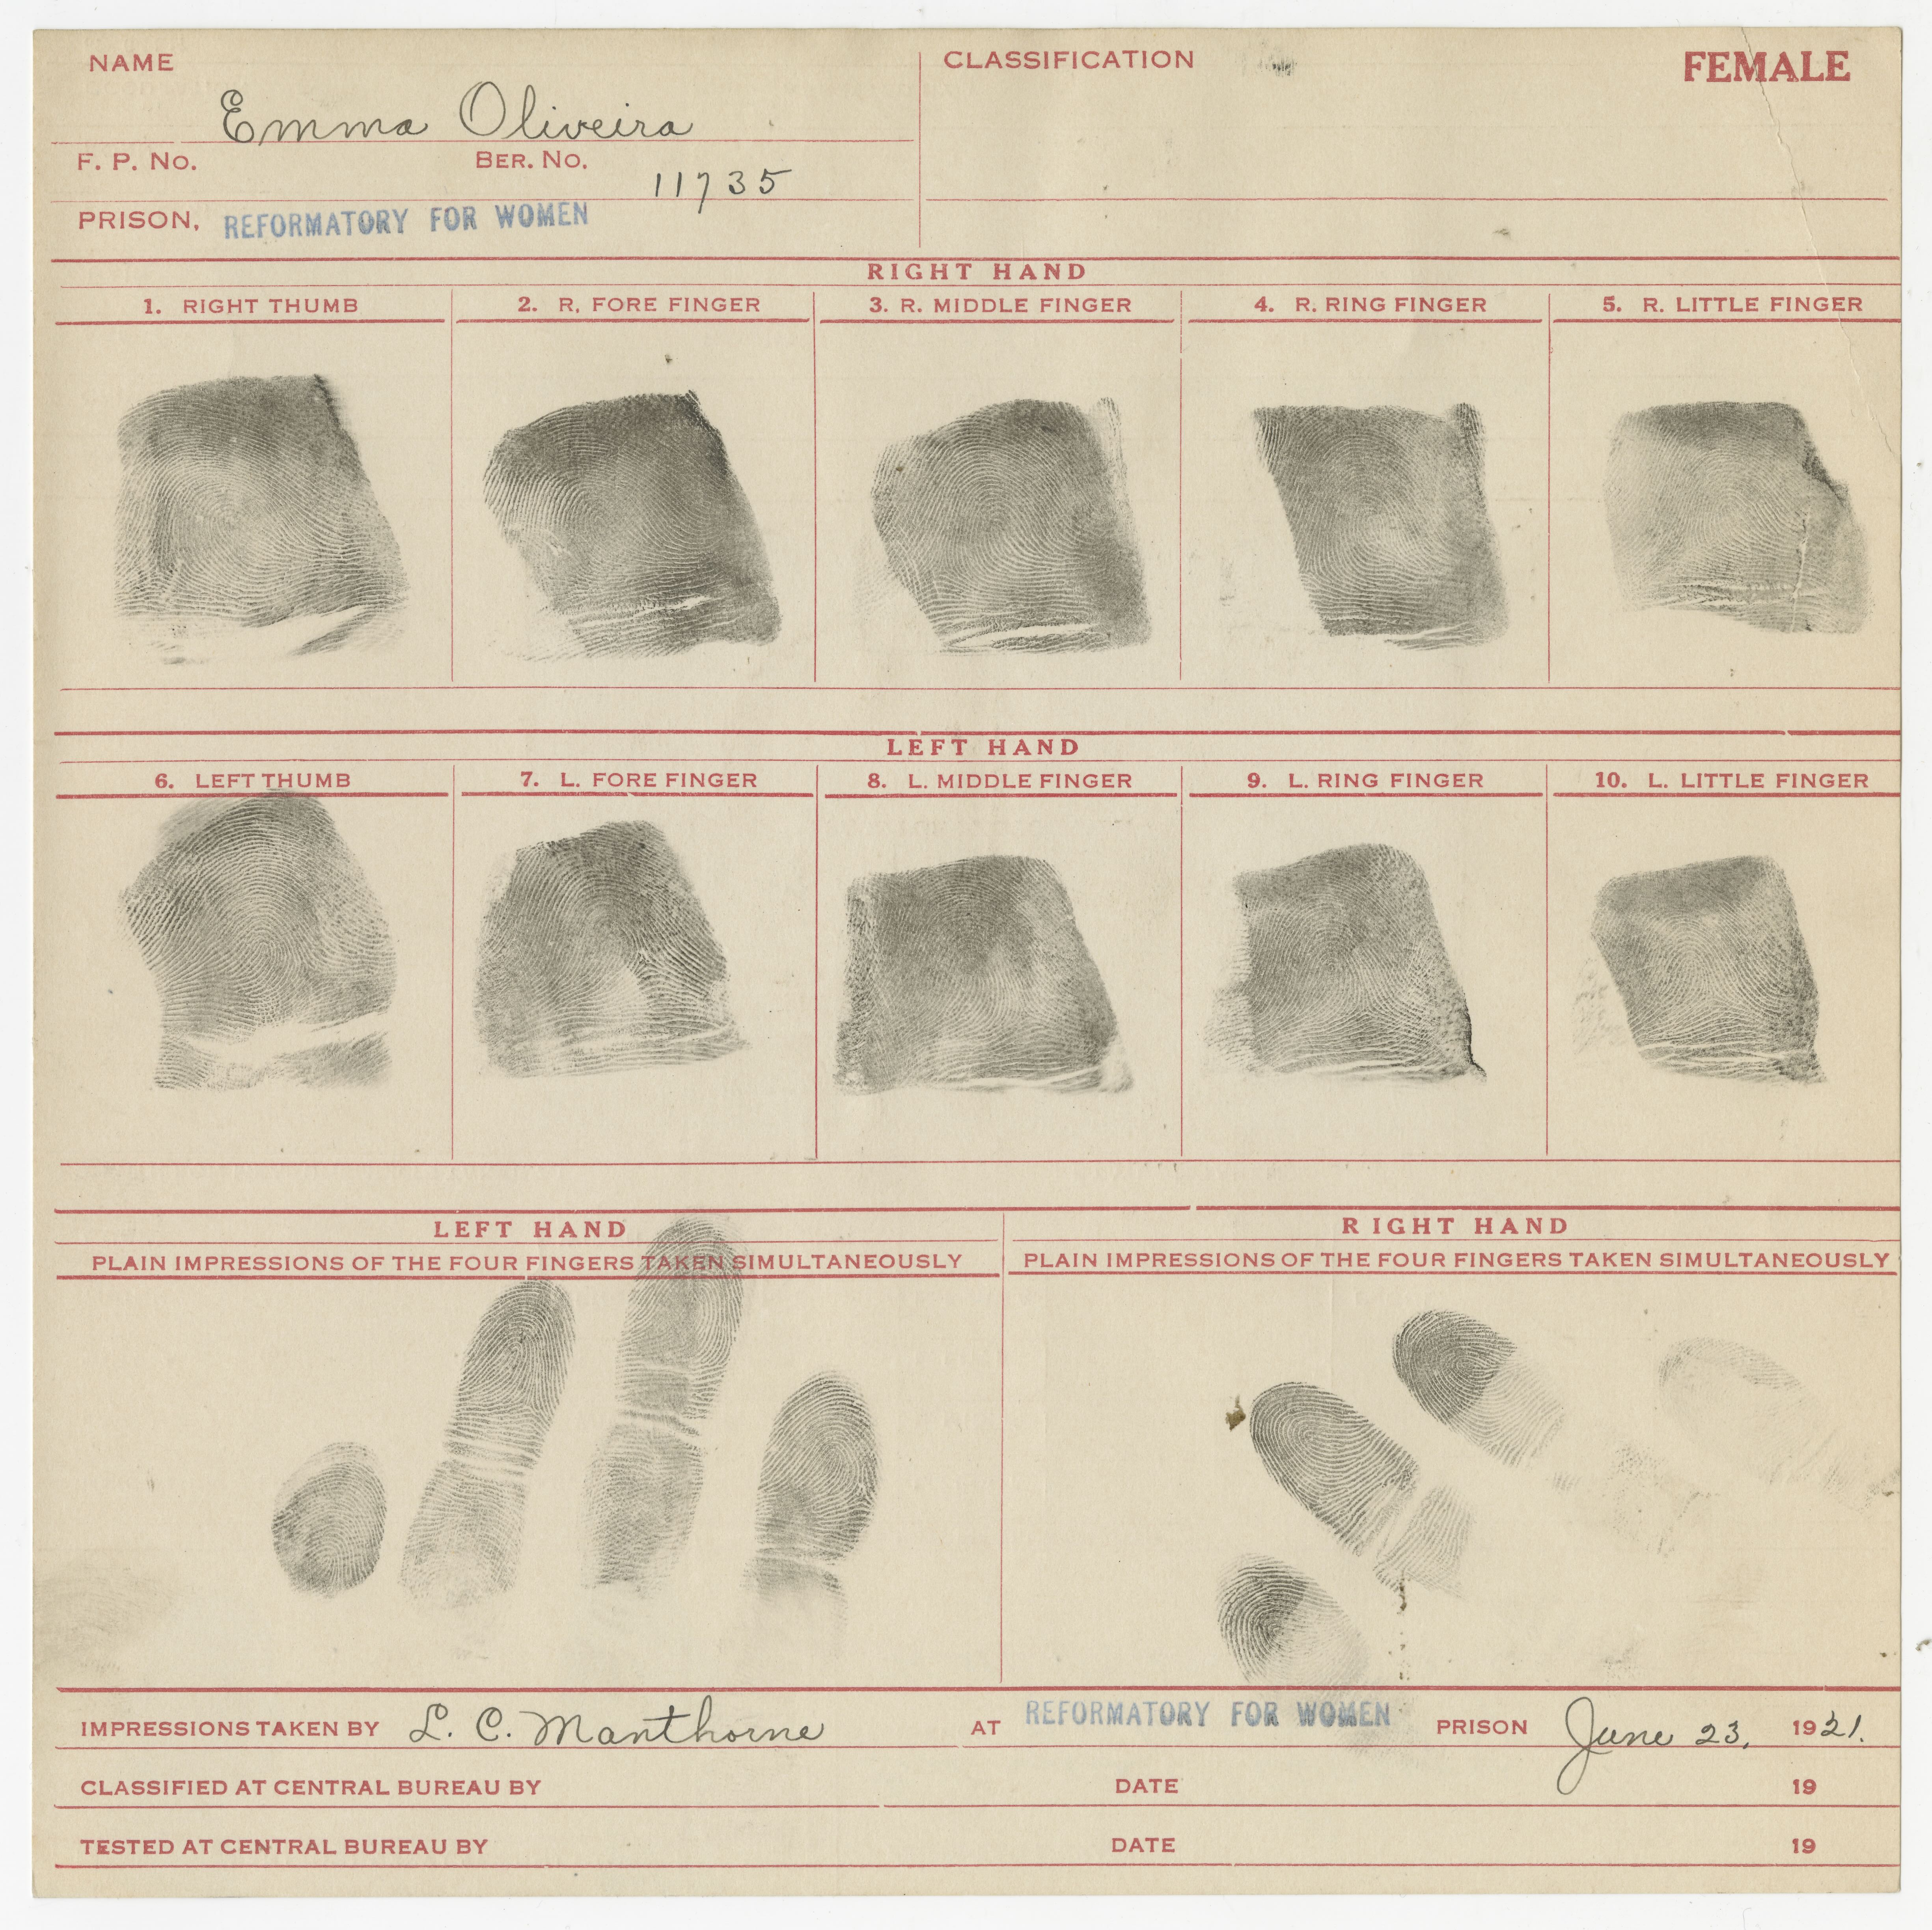 NAME Emma Oliveira
CLASSIFICATION
FEMALE
F. P. No. BER. No. 11735
PRISON, REFORMATORY FOR WOMEN
RIGHT HAND
1. RIGHT THUMB 2. R, FORE FINGER 3. R. MIDDLE FINGER 4. R. RING FINGER 5. R. LITTLE FINGER
LEFT HAND
6. LEFT THUMB 7. L. FORE FINGER 8. L. MIDDLE FINGER 9. L. RING FINGER 10. L. LITTLE FINGER
LEFT HAND
PLAIN IMPRESSIONS OF THE FOUR FINGERS TAKEN SIMULTANEOUSLY
RIGHT HAND
PLAIN IMPRESSIONS OF THE FOUR FINGERS TAKEN SIMULTANEOUSLY
IMPRESSIONS TAKEN BY L. C. Manthorne AT REFORMATORY FOR WOMEN PRISON June 23, 1921.
CLASSIFIED AT CENTRAL BUREAU BY DATE 19
TESTED AT CENTRAL BUREAU BY DATE 19